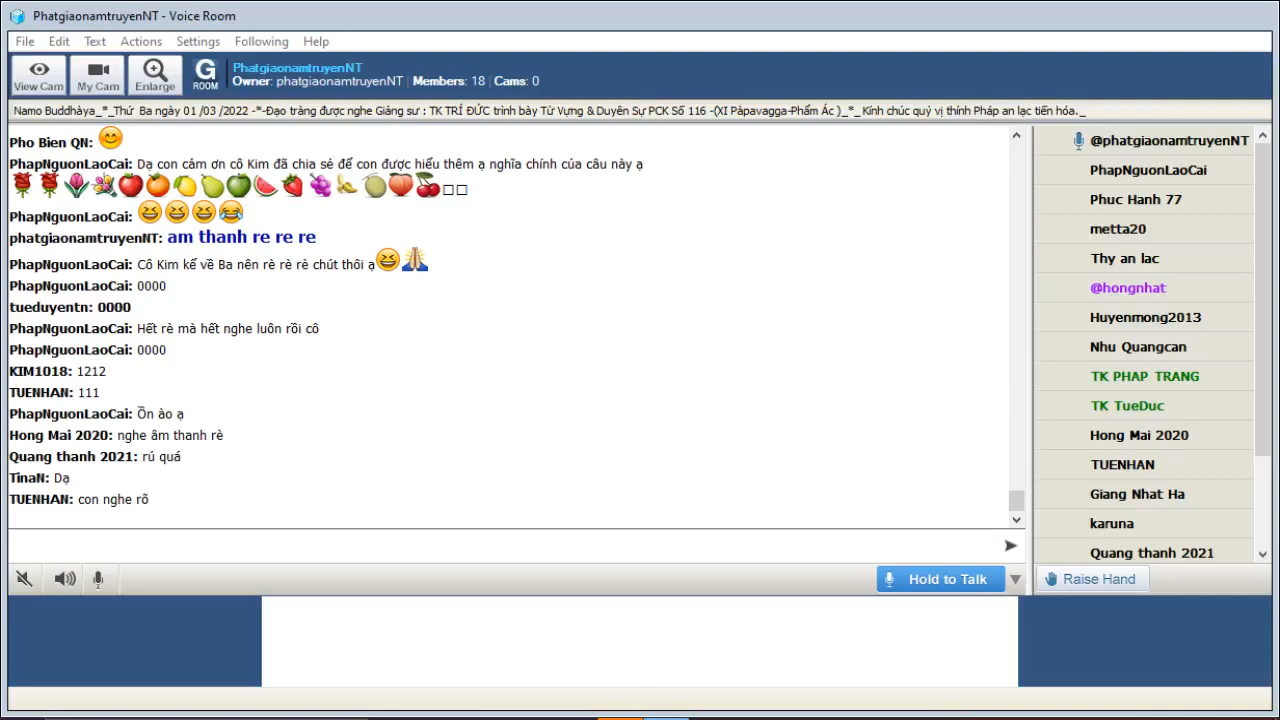 PhatgiaonamtruyenNT - Voice Room
File Edit Text Actions Settings Following Help
View Cam My Cam Enlarge G ROOM
PhatgiaonamtruyenNT
Owner: phatgiaonamtruyenNT | Members: 18 | Cams: 0
Namo Buddhàya_*_Thứ Ba ngày 01 /03 /2022 -*-Đạo tràng được nghe Giảng sư : TK TRÍ ĐỨC trình bày Từ Vựng & Duyên Sự PCK Số 116 -(XI Pàpavagga-Phẩm Ác )_*_Kính chúc quý vị thính Pháp an lạc tiến hóa._
Pho Bien QN:
PhapNguonLaoCai: Dạ con cảm ơn cô Kim đã chia sẻ để con được hiểu thêm ạ nghĩa chính của câu này ạ
PhapNguonLaoCai:
phatgiaonamtruyenNT: am thanh re re re
PhapNguonLaoCai: Cô Kim kể về Ba nên rè rè rè chút thôi ạ
PhapNguonLaoCai: 0000
tueduyentn: 0000
PhapNguonLaoCai: Hết rè mà hết nghe luôn rồi cô
PhapNguonLaoCai: 0000
KIM1018: 1212
TUENHAN: 111
PhapNguonLaoCai: Ồn ào ạ
Hong Mai 2020: nghe âm thanh rè
Quang thanh 2021: rú quá
TinaN: Dạ
TUENHAN: con nghe rõ
@phatgiaonamtruyenNT
PhapNguonLaoCai
Phuc Hanh 77
metta20
Thy an lac
@hongnhat
Huyenmong2013
Nhu Quangcan
TK PHAP TRANG
TK TueDuc
Hong Mai 2020
TUENHAN
Giang Nhat Ha
karuna
Quang thanh 2021
Hold to Talk
Raise Hand